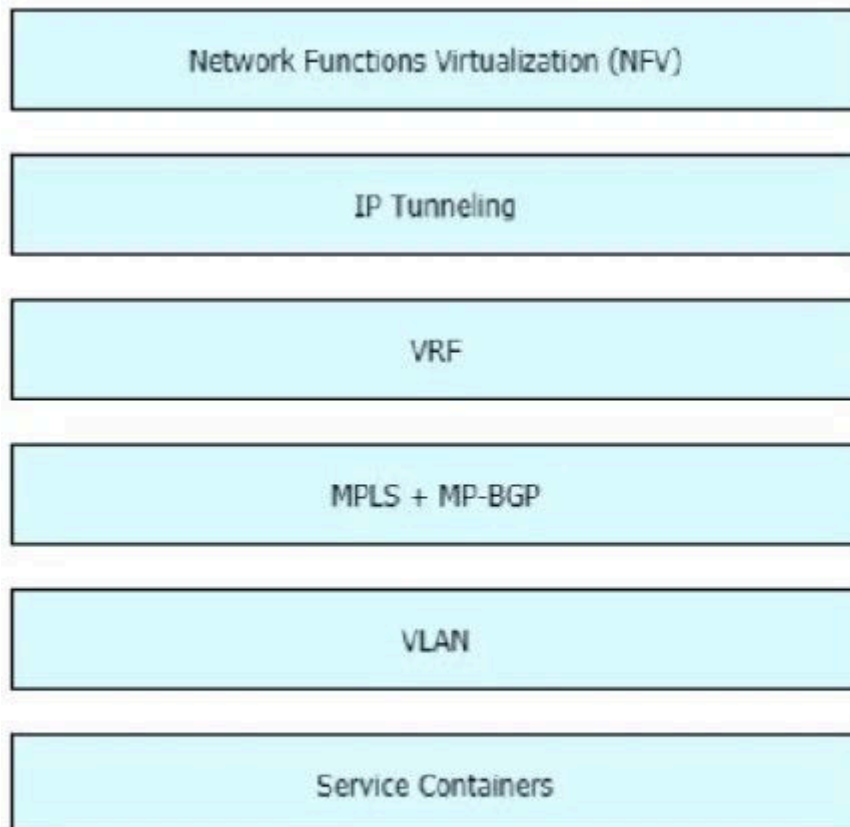 Network Functions Virtualization (NFV)
IP Tunneling
VRF
MPLS + MP-BGP
VLAN
Service Containers